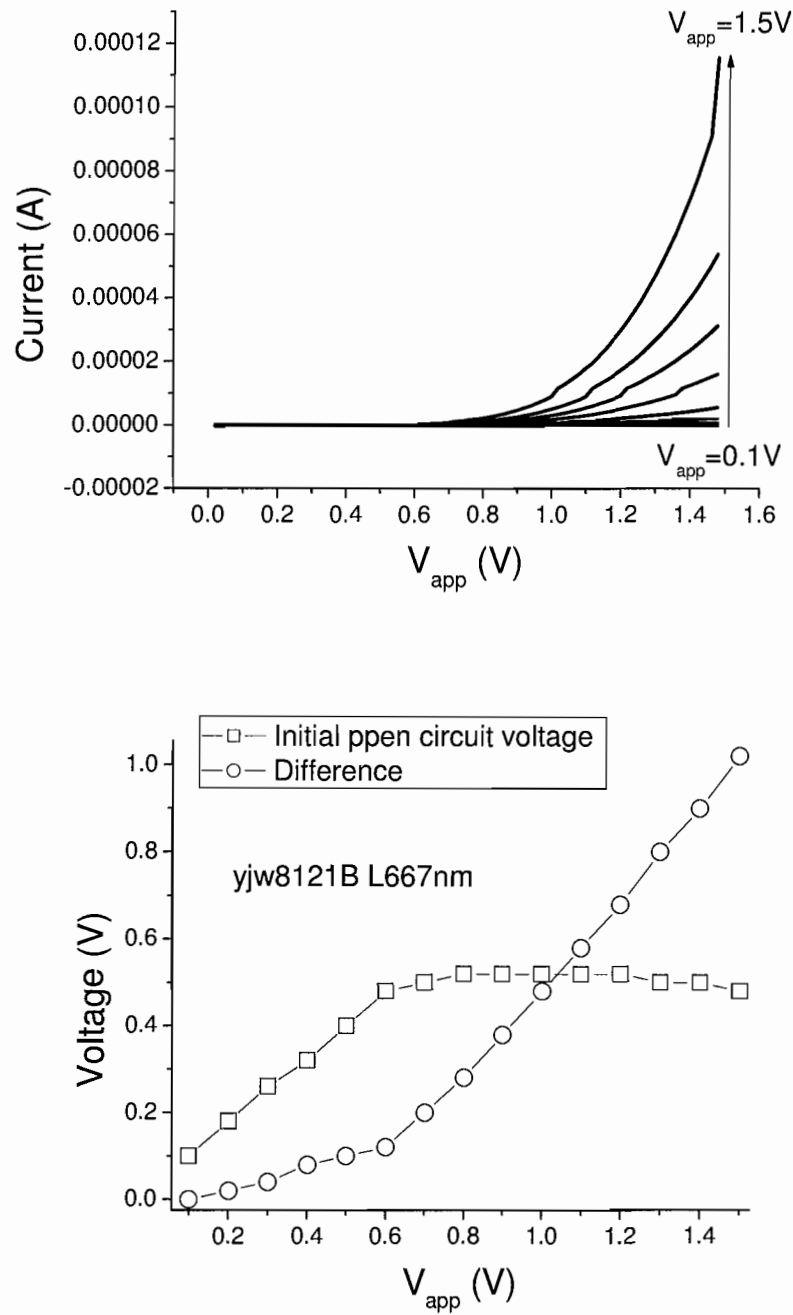 V_app=1.5V
0.00012
0.00010
0.00008
0.00006
0.00004
0.00002
0.00000
-0.00002
Current (A)
V_app=0.1V
0.0 0.2 0.4 0.6 0.8 1.0 1.2 1.4 1.6
V_app (V)
Initial ppen circuit voltage
Difference
yjw8121B L667nm
1.0
0.8
0.6
0.4
0.2
0.0
Voltage (V)
0.2 0.4 0.6 0.8 1.0 1.2 1.4
V_app (V)